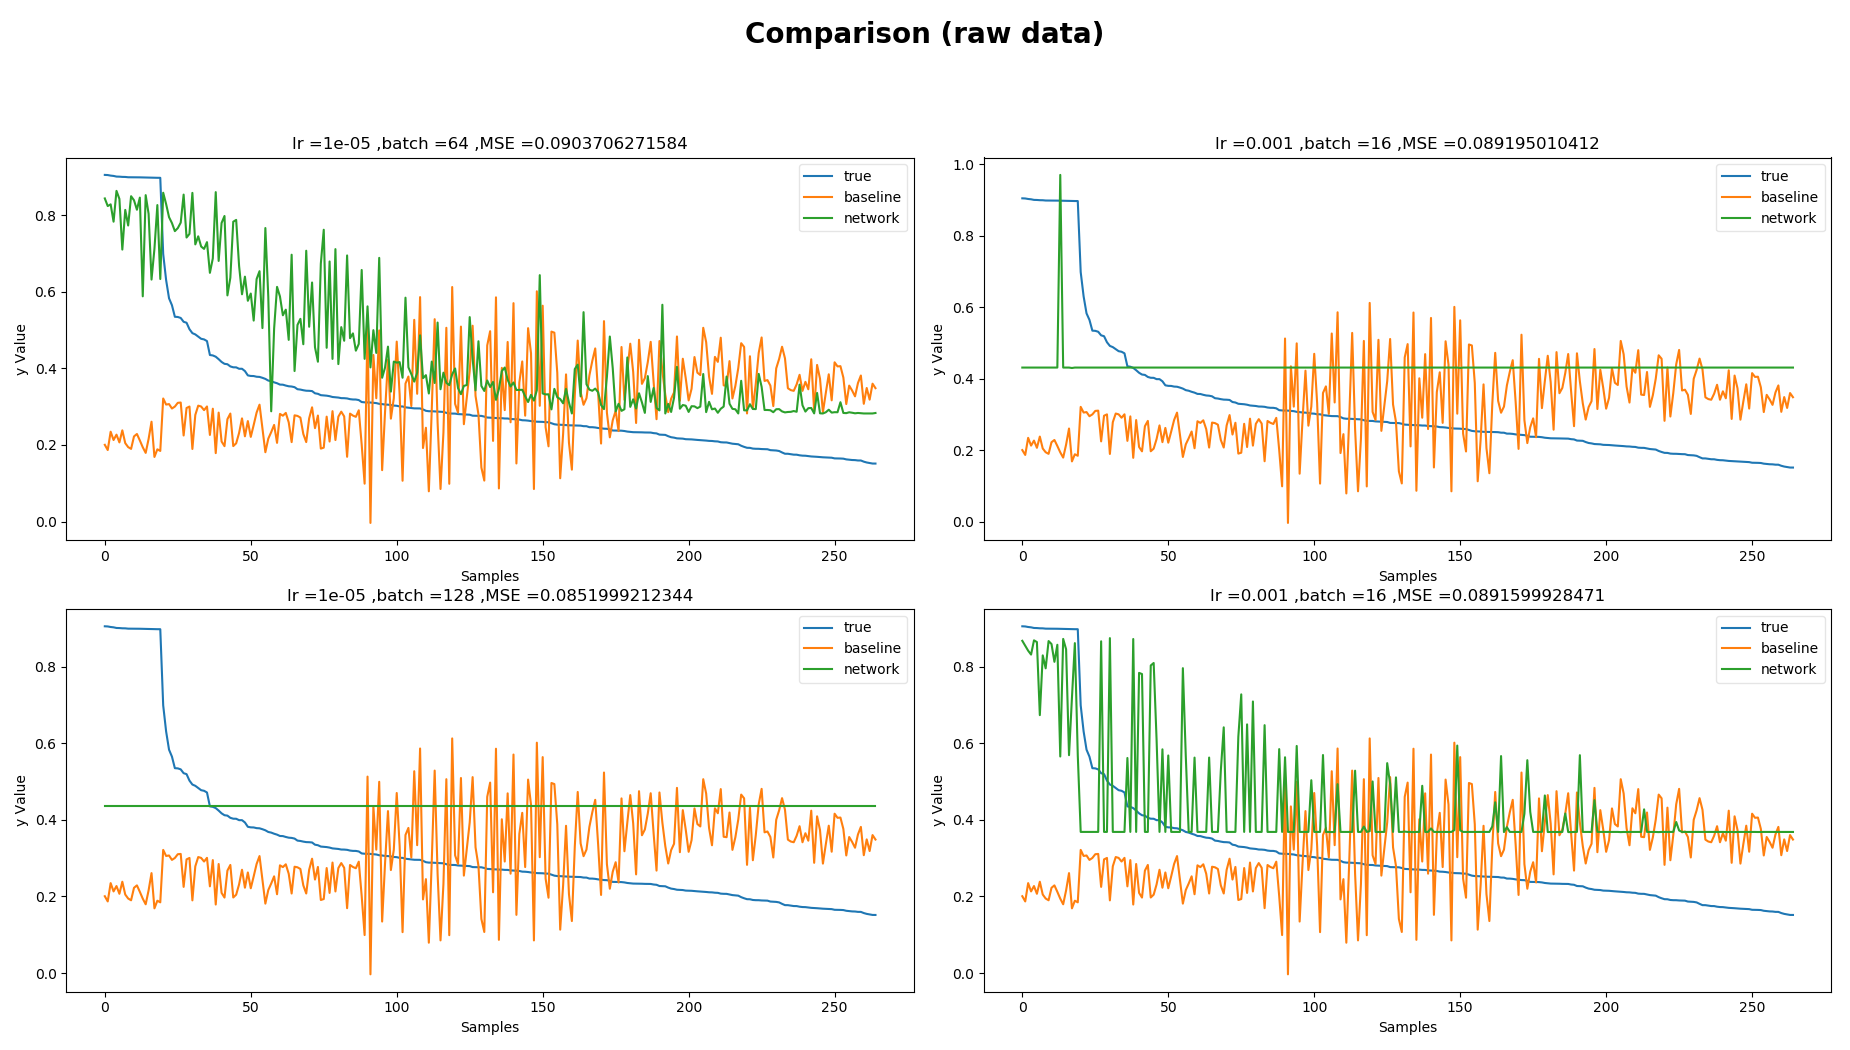 Comparison (raw data)
lr =1e-05 ,batch =64 ,MSE =0.0903706271584
true
baseline
network
y Value
0.8
0.6
0.4
0.2
0.0
0 50 100 150 200 250
Samples
lr =0.001 ,batch =16 ,MSE =0.089195010412
true
baseline
network
y Value
1.0
0.8
0.6
0.4
0.2
0.0
0 50 100 150 200 250
Samples
lr =1e-05 ,batch =128 ,MSE =0.0851999212344
true
baseline
network
y Value
0.8
0.6
0.4
0.2
0.0
0 50 100 150 200 250
Samples
lr =0.001 ,batch =16 ,MSE =0.0891599928471
true
baseline
network
y Value
0.8
0.6
0.4
0.2
0.0
0 50 100 150 200 250
Samples